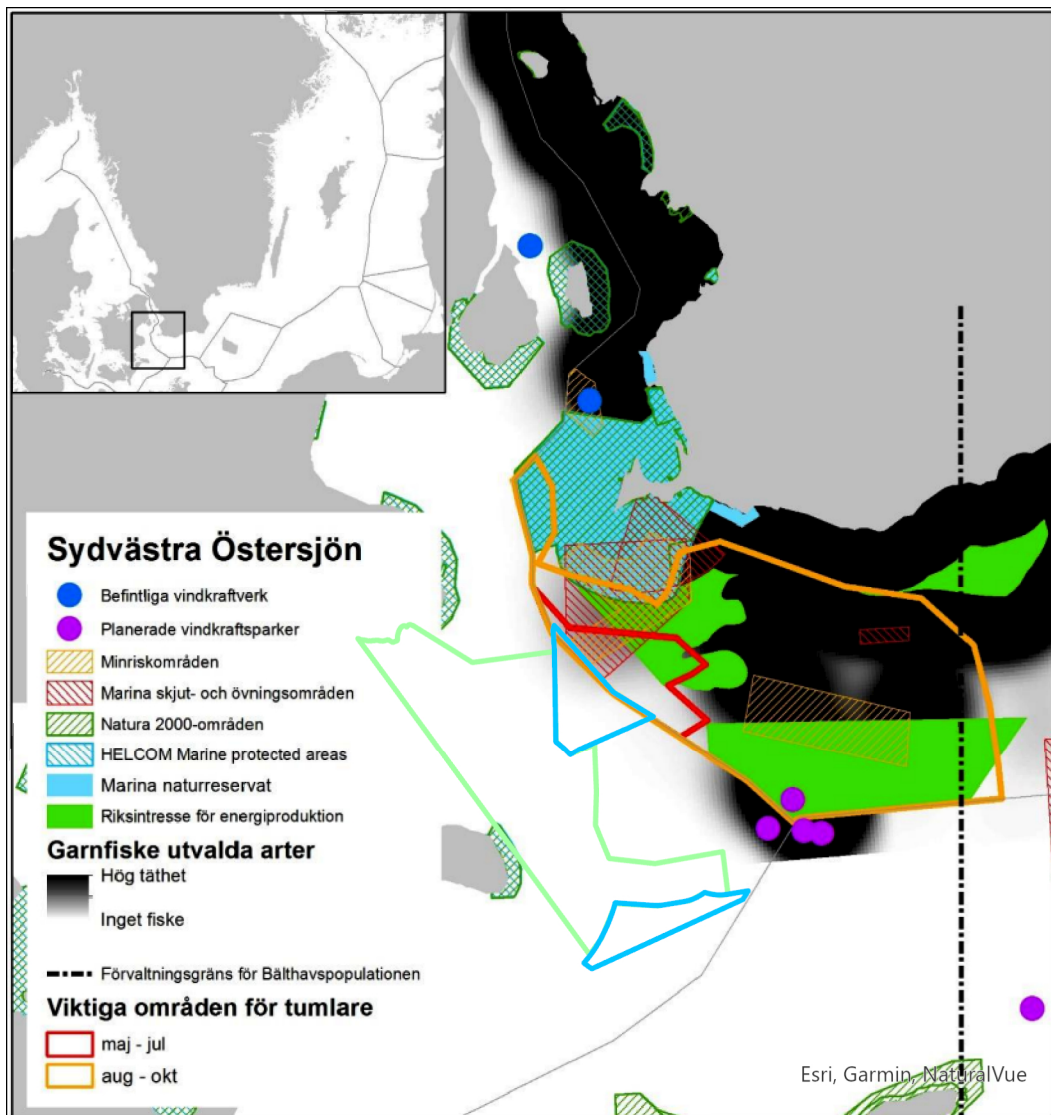 Sydvästra Östersjön
Befintliga vindkraftverk
Planerade vindkraftsparker
Minriskområden
Marina skjut- och övningsområden
Natura 2000-områden
HELCOM Marine protected areas
Marina naturreservat
Riksintresse för energiproduktion
Garnfiske utvalda arter
Hög täthet
Inget fiske
Förvaltningsgräns för Bälthavspopulationen
Viktiga områden för tumlare
maj - jul
aug - okt
Esri, Garmin, NaturalVue